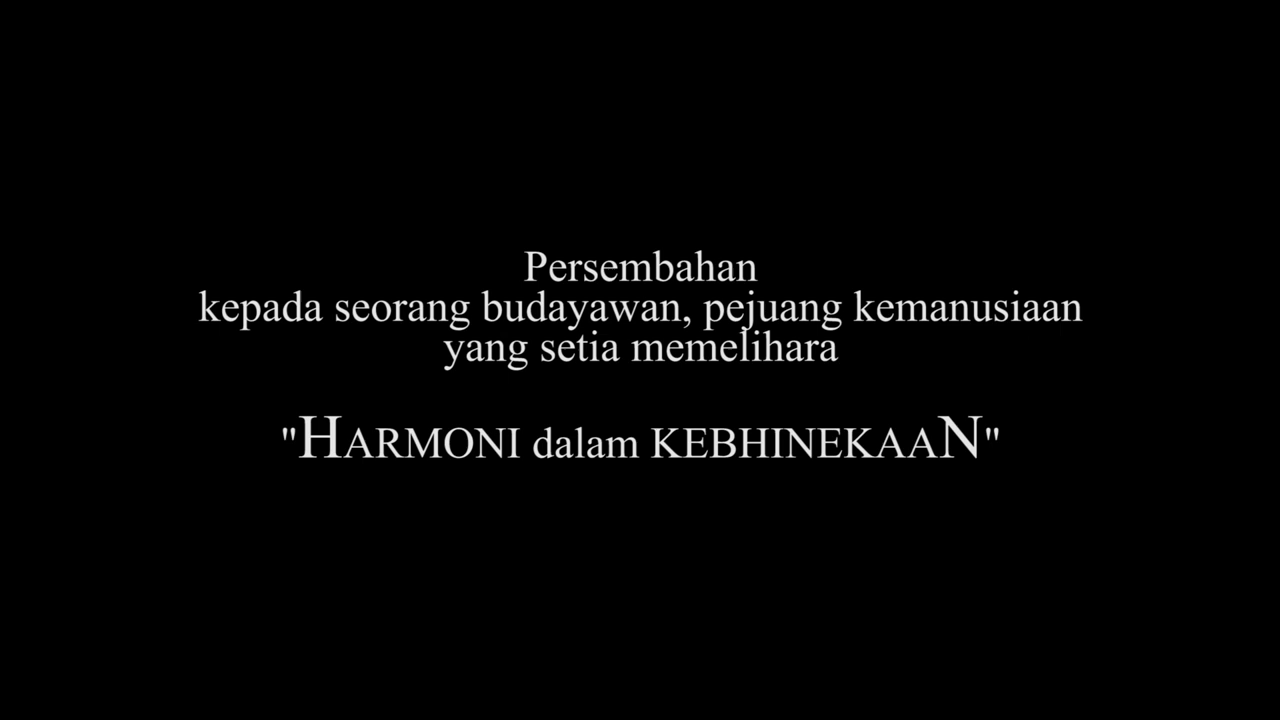 Persembahan
kepada seorang budayawan, pejuang kemanusiaan
yang setia memelihara
"HARMONI dalam KEBHINEKAAN"